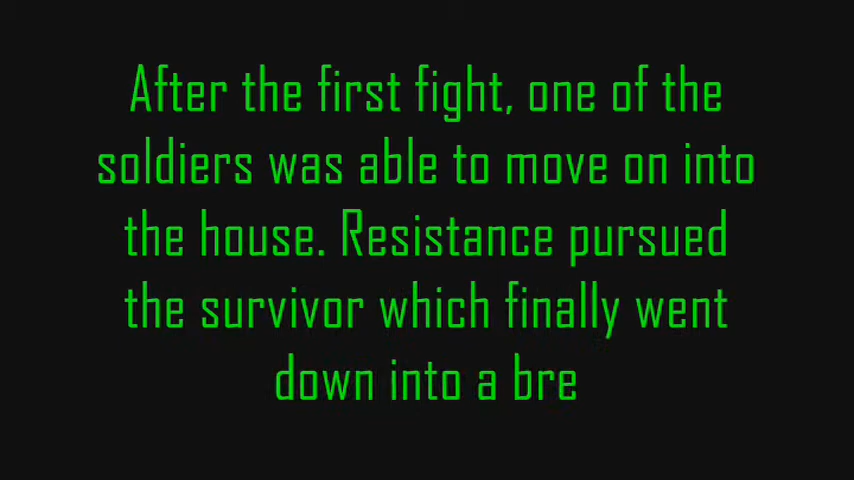 After the first fight, one of the
soldiers was able to move on into
the house. Resistance pursued
the survivor which finally went
down into a bre